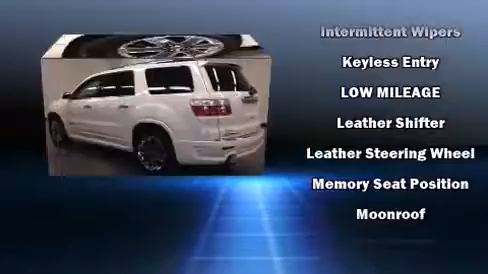 Intermittent Wipers
Keyless Entry
LOW MILEAGE
Leather Shifter
Leather Steering Wheel
Memory Seat Position
Moonroof